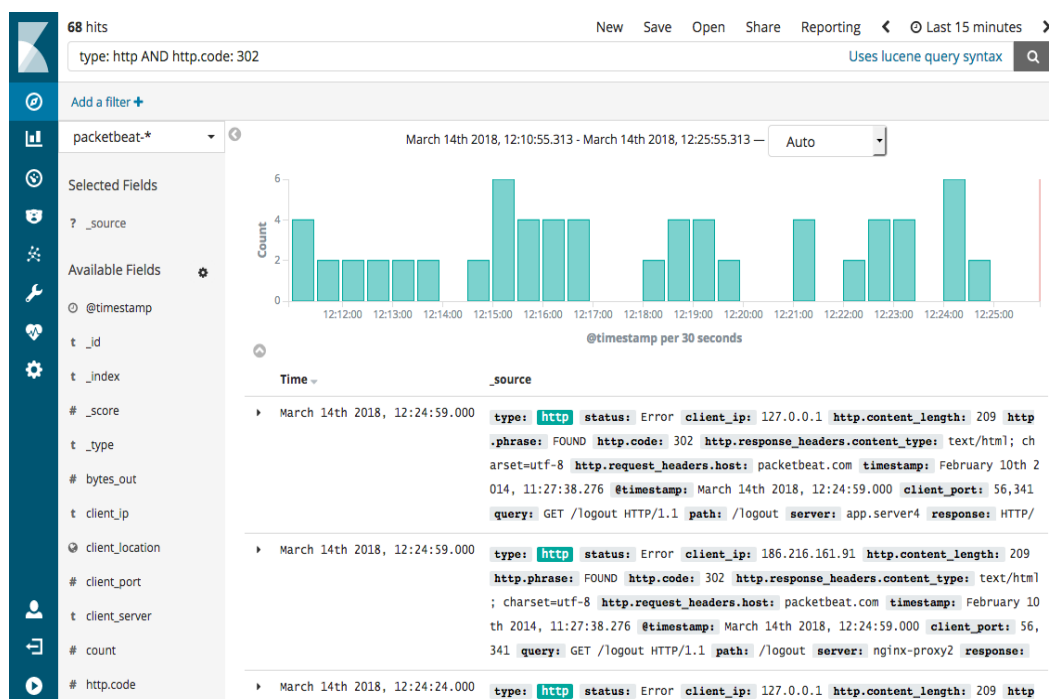 68 hits
New Save Open Share Reporting Last 15 minutes
type: http AND http.code: 302
Uses lucene query syntax
Add a filter +
packetbeat-*
March 14th 2018, 12:10:55.313 - March 14th 2018, 12:25:55.313 — Auto
Selected Fields
? _source
Available Fields
@timestamp
t _id
t _index
# _score
t _type
# bytes_out
t client_ip
client_location
# client_port
t client_server
# count
# http.code
6
4
2
0
Count
12:12:00 12:13:00 12:14:00 12:15:00 12:16:00 12:17:00 12:18:00 12:19:00 12:20:00 12:21:00 12:22:00 12:23:00 12:24:00 12:25:00
@timestamp per 30 seconds
Time _source
March 14th 2018, 12:24:59.000 type: http status: Error client_ip: 127.0.0.1 http.content_length: 209 http
.phrase: FOUND http.code: 302 http.response_headers.content_type: text/html; ch
arset=utf-8 http.request_headers.host: packetbeat.com timestamp: February 10th 2
014, 11:27:38.276 @timestamp: March 14th 2018, 12:24:59.000 client_port: 56,341
query: GET /logout HTTP/1.1 path: /logout server: app.server4 response: HTTP/
March 14th 2018, 12:24:59.000 type: http status: Error client_ip: 186.216.161.91 http.content_length: 209
http.phrase: FOUND http.code: 302 http.response_headers.content_type: text/html
; charset=utf-8 http.request_headers.host: packetbeat.com timestamp: February 10
th 2014, 11:27:38.276 @timestamp: March 14th 2018, 12:24:59.000 client_port: 56,
341 query: GET /logout HTTP/1.1 path: /logout server: nginx-proxy2 response:
March 14th 2018, 12:24:24.000 type: http status: Error client_ip: 127.0.0.1 http.content_length: 209 http